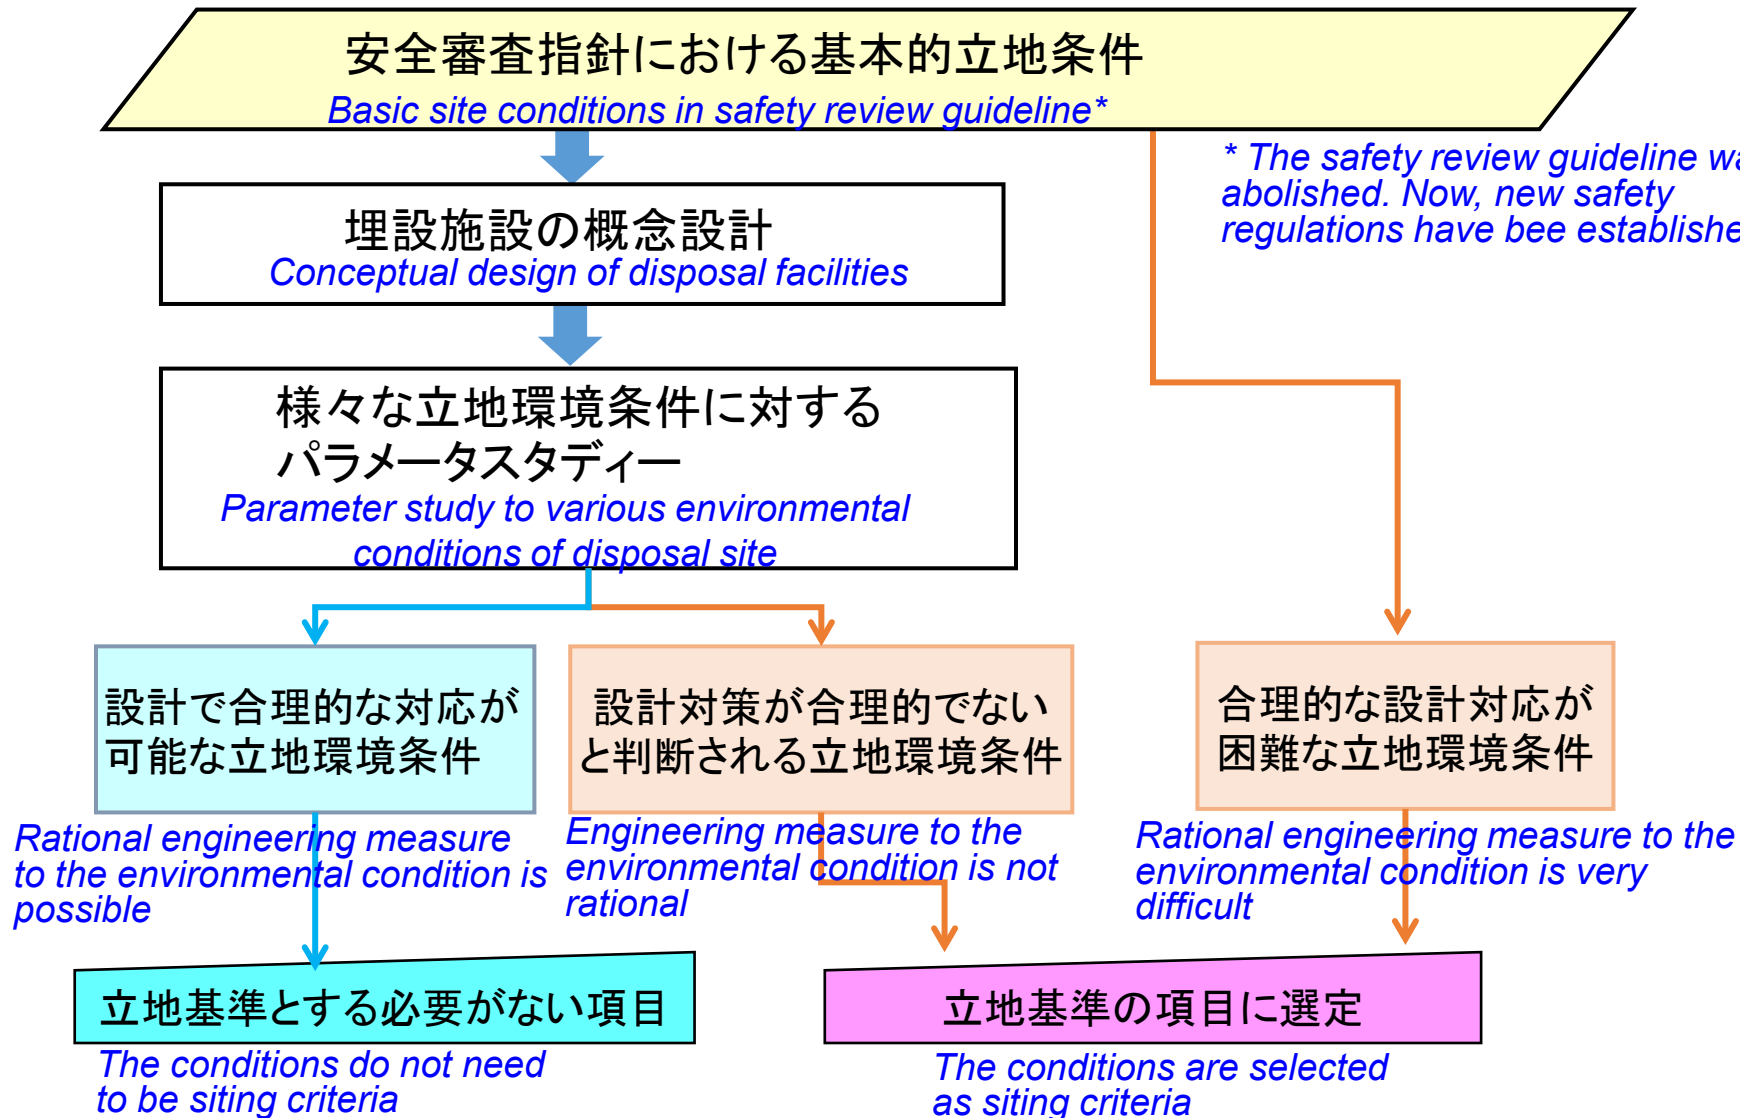 安全審査指針における基本的立地条件
Basic site conditions in safety review guideline*
* The safety review guideline
abolished. Now, new safety
regulations have bee
埋設施設の概念設計
Conceptual design of disposal facilities
様々な立地環境条件に対する
パラメータスタディー
Parameter study to various environmental
conditions of disposal site
設計で合理的な対応が
可能な立地環境条件
Rational engineering measure
to the environmental condition is
possible
設計対策が合理的でない
と判断される立地環境条件
Engineering measure to the
environmental condition is not
rational
合理的な設計対応が
困難な立地環境条件
Rational engineering measure to the
environmental condition is very
difficult
立地基準とする必要がない項目
The conditions do not need
to be siting criteria
立地基準の項目に選定
The conditions are selected
as siting criteria